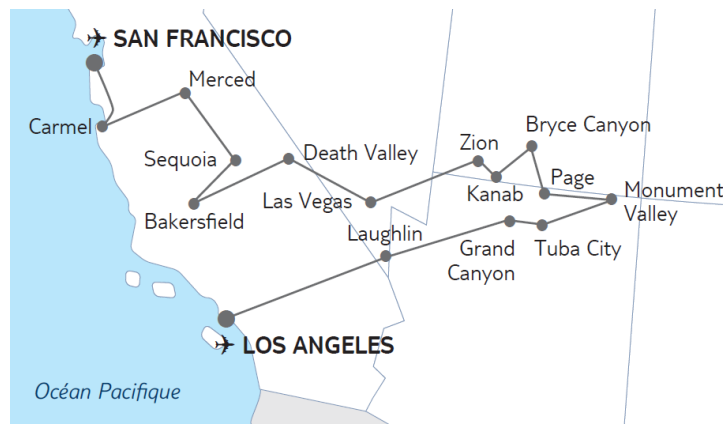 SAN FRANCISCO
Merced
Carmel
Bryce Canyon
Zion
Sequoia
Death Valley
Page
Kanab
Monument
Valley
Las Vegas
Bakersfield
Laughlin
Grand
Canyon
Tuba City
LOS ANGELES
Océan Pacifique